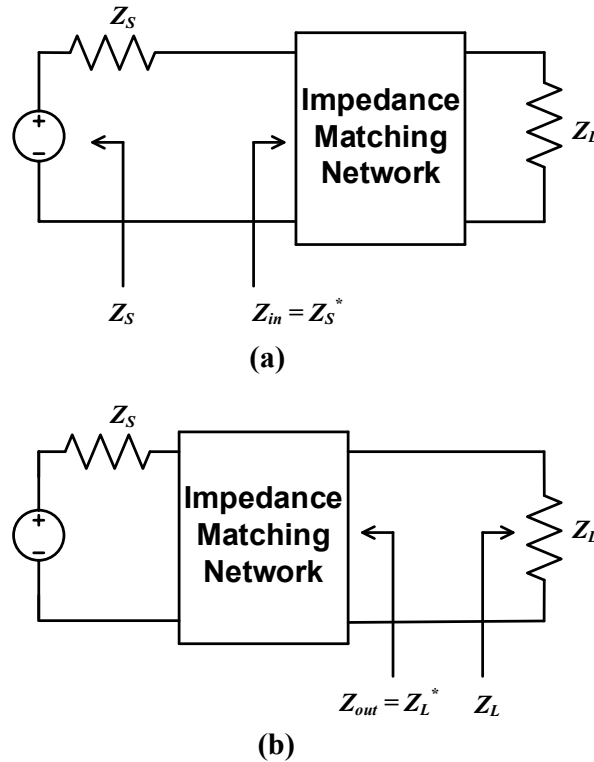 Z_S
+
−
Impedance
Matching
Network
Z_L
Z_S
Z_in = Z_S^*
(a)
Z_S
+
−
Impedance
Matching
Network
Z_L
Z_out = Z_L^*
Z_L
(b)